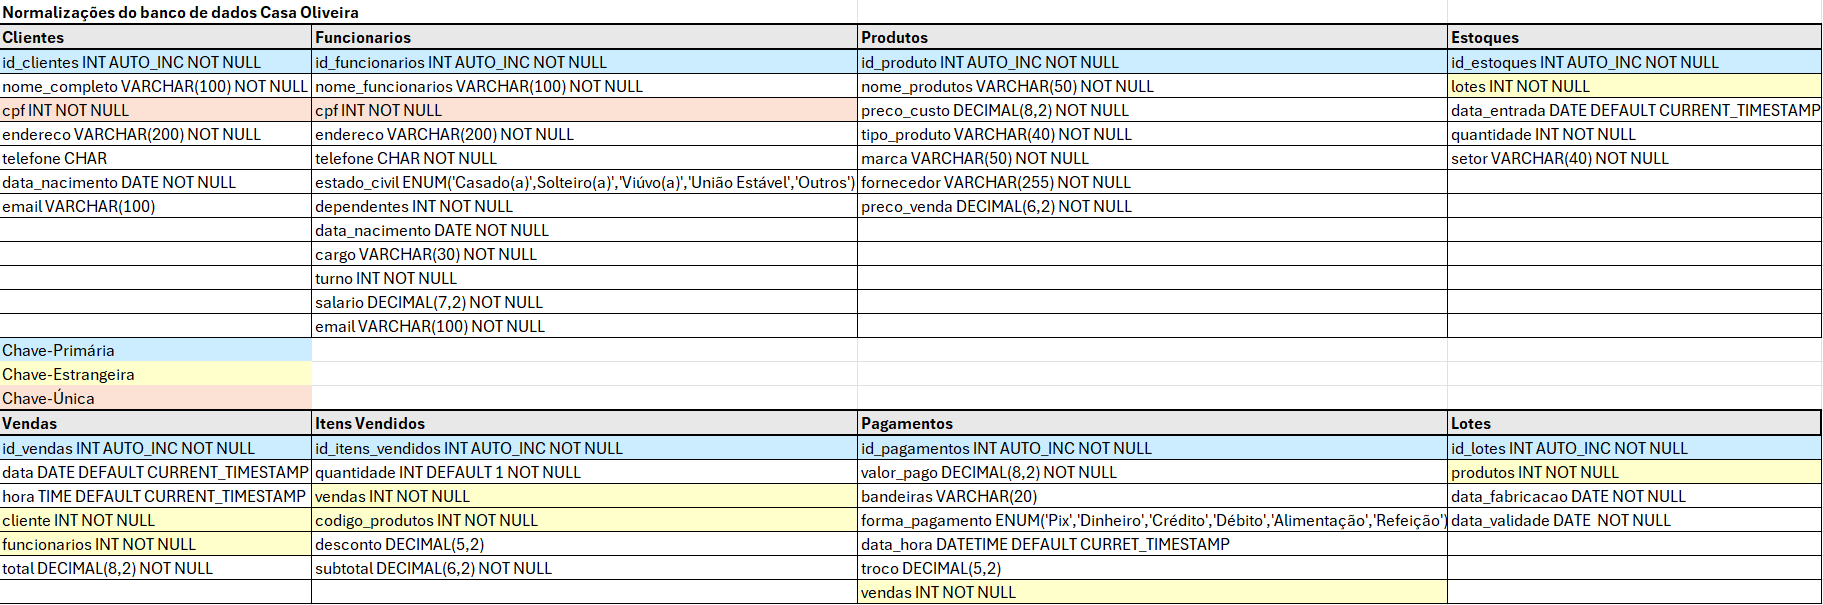 Normalizações do banco de dados Casa Oliveira
Clientes Funcionarios Produtos Estoques
id_clientes INT AUTO_INC NOT NULL id_funcionarios INT AUTO_INC NOT NULL id_produto INT AUTO_INC NOT NULL id_estoques INT AUTO_INC NOT NULL
nome_completo VARCHAR(100) NOT NULL nome_funcionarios VARCHAR(100) NOT NULL nome_produtos VARCHAR(50) NOT NULL lotes INT NOT NULL
cpf INT NOT NULL cpf INT NOT NULL preco_custo DECIMAL(8,2) NOT NULL data_entrada DATE DEFAULT CURRENT_TIMESTAMP
endereco VARCHAR(200) NOT NULL endereco VARCHAR(200) NOT NULL tipo_produto VARCHAR(40) NOT NULL quantidade INT NOT NULL
telefone CHAR telefone CHAR NOT NULL marca VARCHAR(50) NOT NULL setor VARCHAR(40) NOT NULL
data_nacimento DATE NOT NULL estado_civil ENUM('Casado(a)',Solteiro(a)','Viúvo(a)','União Estável','Outros') fornecedor VARCHAR(255) NOT NULL
email VARCHAR(100) dependentes INT NOT NULL preco_venda DECIMAL(6,2) NOT NULL
data_nacimento DATE NOT NULL
cargo VARCHAR(30) NOT NULL
turno INT NOT NULL
salario DECIMAL(7,2) NOT NULL
email VARCHAR(100) NOT NULL
Chave-Primária
Chave-Estrangeira
Chave-Única
Vendas Itens Vendidos Pagamentos Lotes
id_vendas INT AUTO_INC NOT NULL id_itens_vendidos INT AUTO_INC NOT NULL id_pagamentos INT AUTO_INC NOT NULL id_lotes INT AUTO_INC NOT NULL
data DATE DEFAULT CURRENT_TIMESTAMP quantidade INT DEFAULT 1 NOT NULL valor_pago DECIMAL(8,2) NOT NULL produtos INT NOT NULL
hora TIME DEFAULT CURRENT_TIMESTAMP vendas INT NOT NULL bandeiras VARCHAR(20) data_fabricacao DATE NOT NULL
cliente INT NOT NULL codigo_produtos INT NOT NULL forma_pagamento ENUM('Pix','Dinheiro','Crédito','Débito','Alimentação','Refeição') data_validade DATE NOT NULL
funcionarios INT NOT NULL desconto DECIMAL(5,2) data_hora DATETIME DEFAULT CURRET_TIMESTAMP
total DECIMAL(8,2) NOT NULL subtotal DECIMAL(6,2) NOT NULL troco DECIMAL(5,2)
vendas INT NOT NULL